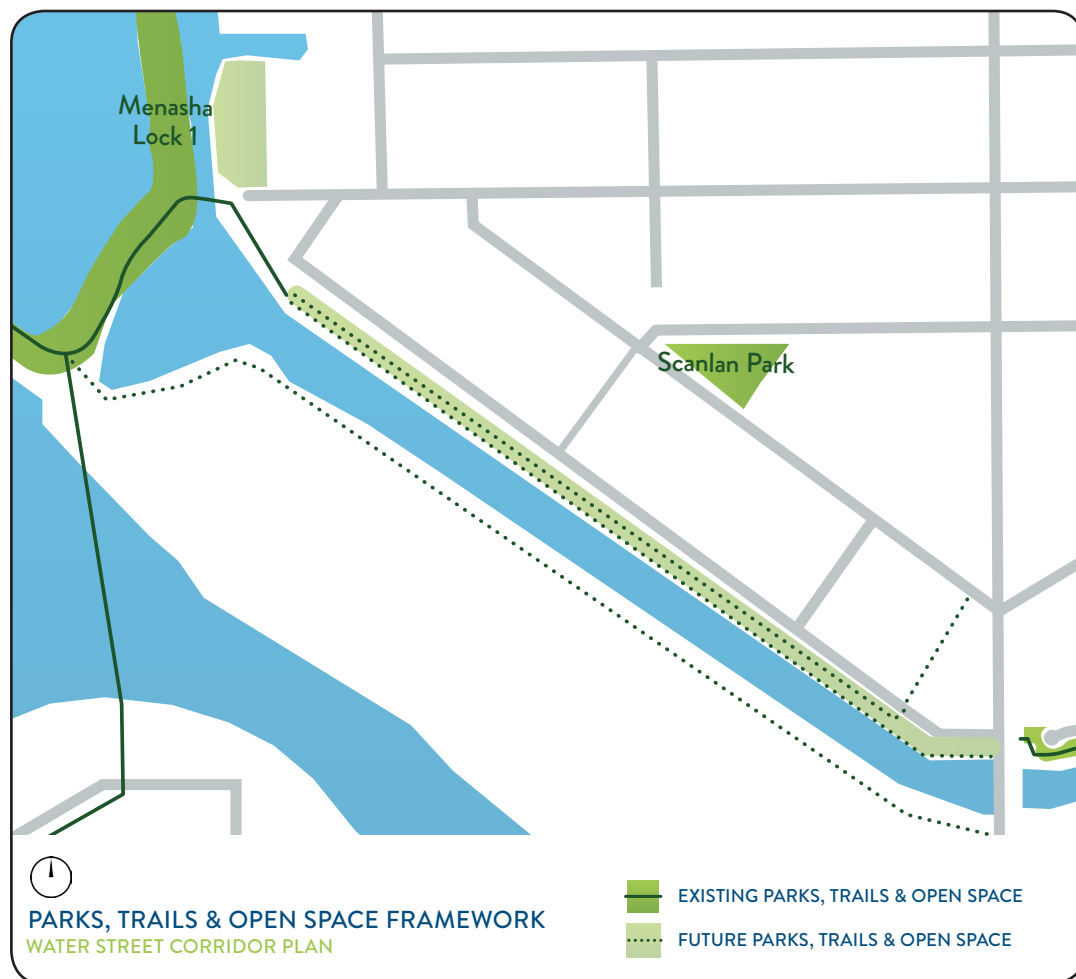 Menasha
Lock 1
Scanlan Park
PARKS, TRAILS & OPEN SPACE FRAMEWORK
WATER STREET CORRIDOR PLAN
EXISTING PARKS, TRAILS & OPEN SPACE
FUTURE PARKS, TRAILS & OPEN SPACE